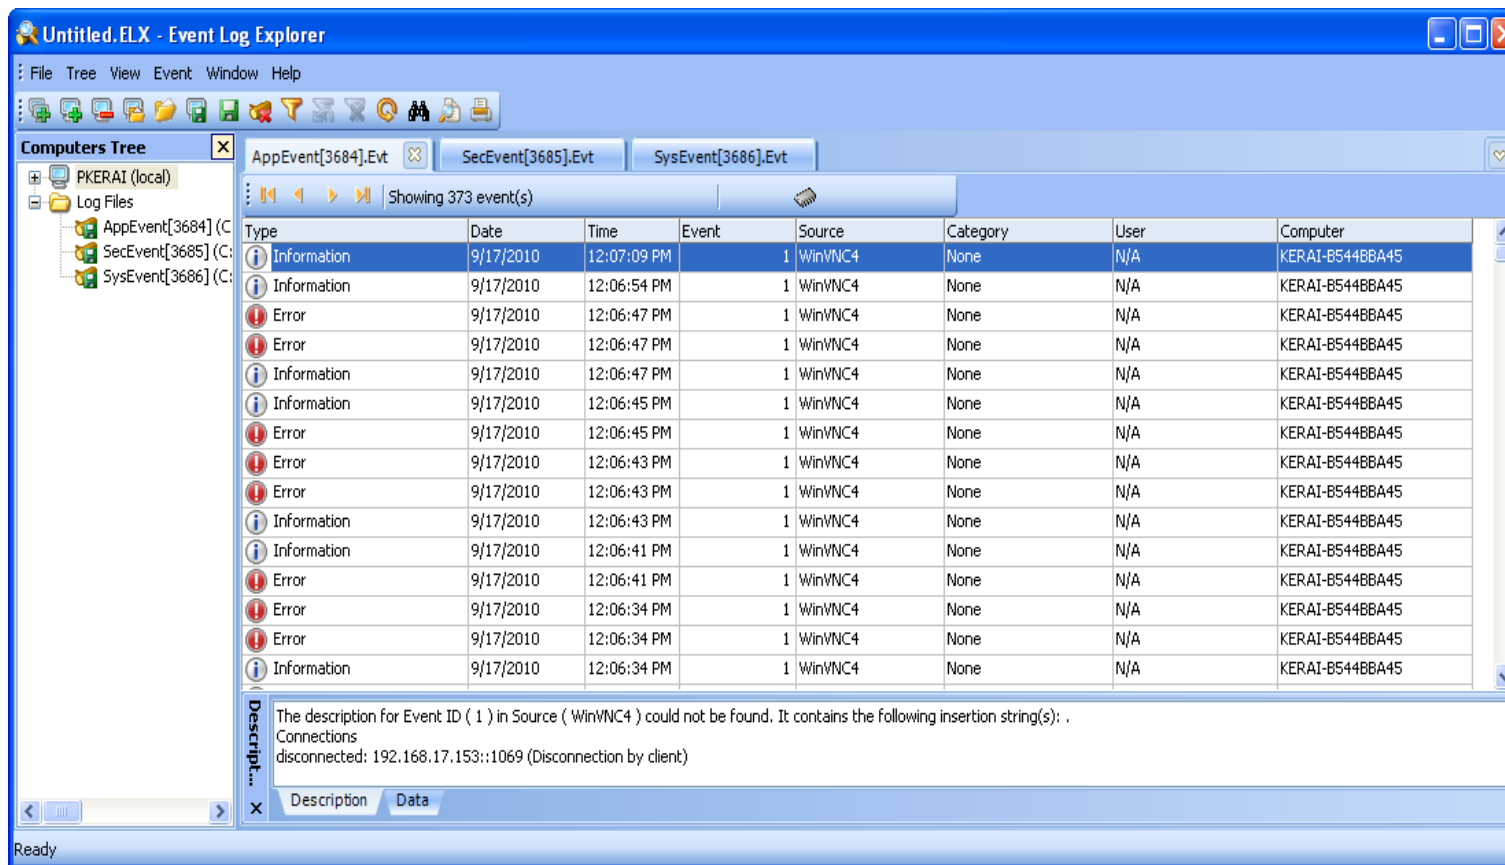 Untitled.ELX - Event Log Explorer
File Tree View Event Window Help
Computers Tree
PKERAI (local)
Log Files
AppEvent[3684] (C
SecEvent[3685] (C:
SysEvent[3686] (C:
AppEvent[3684].Evt SecEvent[3685].Evt SysEvent[3686].Evt
Showing 373 event(s)
Type Date Time Event Source Category User Computer
Information 9/17/2010 12:07:09 PM 1 WinVNC4 None N/A KERAI-B544BBA45
Information 9/17/2010 12:06:54 PM 1 WinVNC4 None N/A KERAI-B544BBA45
Error 9/17/2010 12:06:47 PM 1 WinVNC4 None N/A KERAI-B544BBA45
Error 9/17/2010 12:06:47 PM 1 WinVNC4 None N/A KERAI-B544BBA45
Information 9/17/2010 12:06:47 PM 1 WinVNC4 None N/A KERAI-B544BBA45
Information 9/17/2010 12:06:45 PM 1 WinVNC4 None N/A KERAI-B544BBA45
Error 9/17/2010 12:06:45 PM 1 WinVNC4 None N/A KERAI-B544BBA45
Error 9/17/2010 12:06:43 PM 1 WinVNC4 None N/A KERAI-B544BBA45
Error 9/17/2010 12:06:43 PM 1 WinVNC4 None N/A KERAI-B544BBA45
Information 9/17/2010 12:06:43 PM 1 WinVNC4 None N/A KERAI-B544BBA45
Information 9/17/2010 12:06:41 PM 1 WinVNC4 None N/A KERAI-B544BBA45
Error 9/17/2010 12:06:41 PM 1 WinVNC4 None N/A KERAI-B544BBA45
Error 9/17/2010 12:06:34 PM 1 WinVNC4 None N/A KERAI-B544BBA45
Error 9/17/2010 12:06:34 PM 1 WinVNC4 None N/A KERAI-B544BBA45
Information 9/17/2010 12:06:34 PM 1 WinVNC4 None N/A KERAI-B544BBA45
Descript...
The description for Event ID ( 1 ) in Source ( WinVNC4 ) could not be found. It contains the following insertion string(s): .
Connections
disconnected: 192.168.17.153::1069 (Disconnection by client)
Description Data
Ready